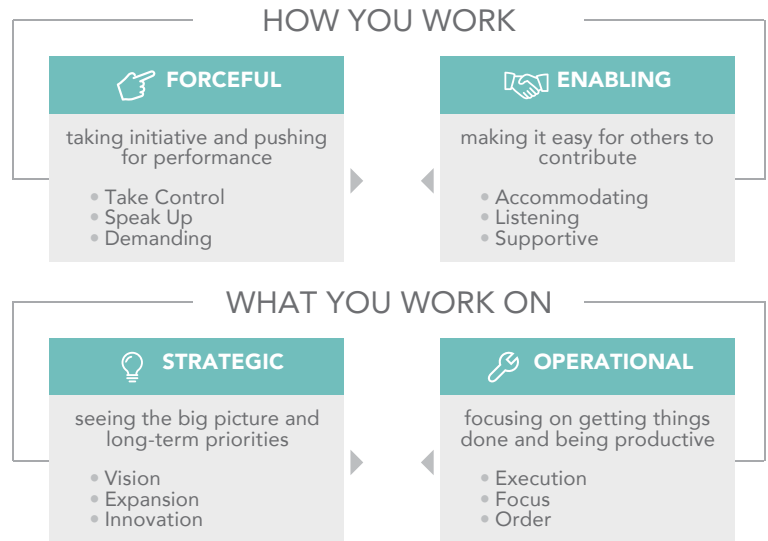 HOW YOU WORK
FORCEFUL
taking initiative and pushing
for performance
• Take Control
• Speak Up
• Demanding
ENABLING
making it easy for others to
contribute
• Accommodating
• Listening
• Supportive
WHAT YOU WORK ON
STRATEGIC
seeing the big picture and
long-term priorities
• Vision
• Expansion
• Innovation
OPERATIONAL
focusing on getting things
done and being productive
• Execution
• Focus
• Order